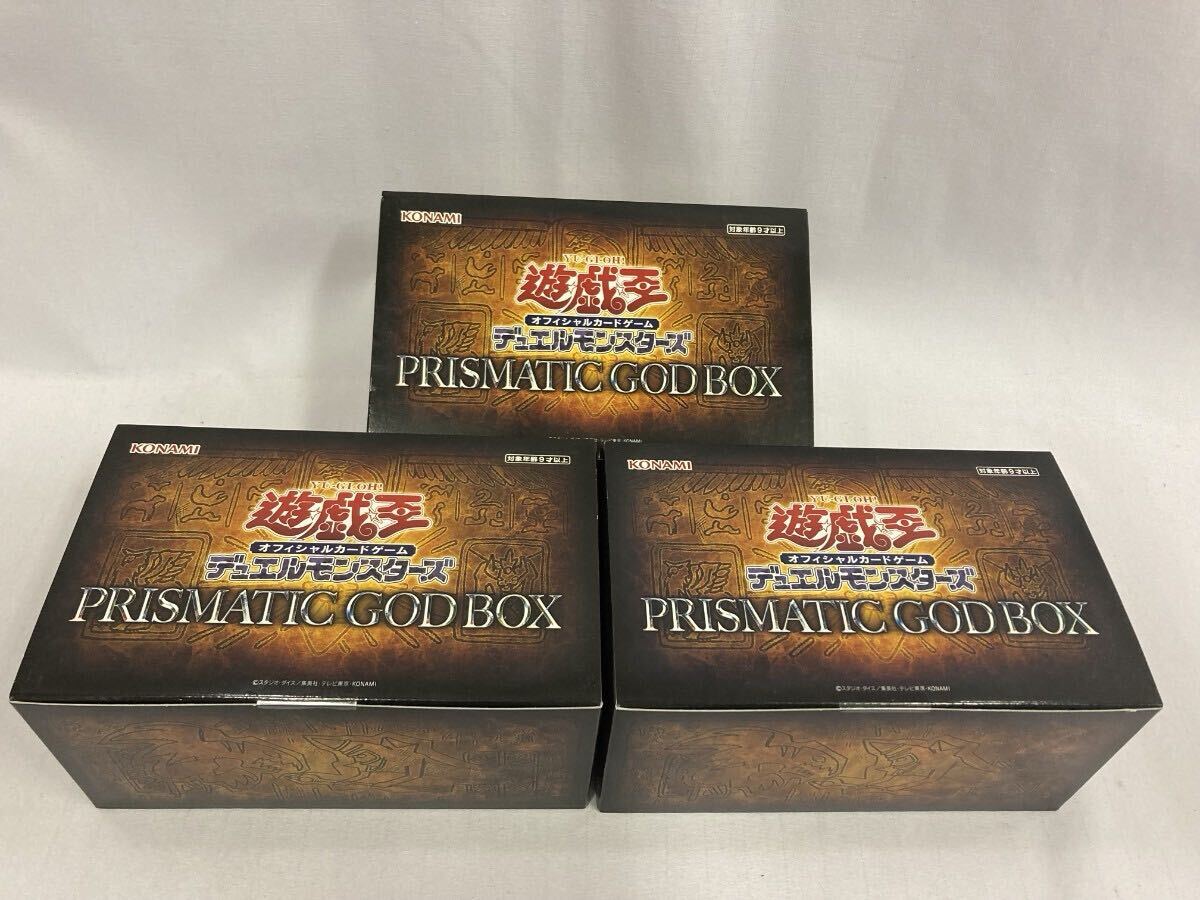 KONAMI
対象年齢9才以上
YU-GI-OH!
遊戯王
オフィシャルカードゲーム
デュエルモンスターズ
PRISMATIC GOD BOX
KONAMI
対象年齢9才以上
YU-GI-OH!
遊戯王
オフィシャルカードゲーム
デュエルモンスターズ
PRISMATIC GOD BOX
©スタジオ・ダイス/集英社・テレビ東京・KONAMI
KONAMI
対象年齢9才以上
YU-GI-OH!
遊戯王
オフィシャルカードゲーム
デュエルモンスターズ
PRISMATIC GOD BOX
©スタジオ・ダイス/集英社・テレビ東京・KONAMI